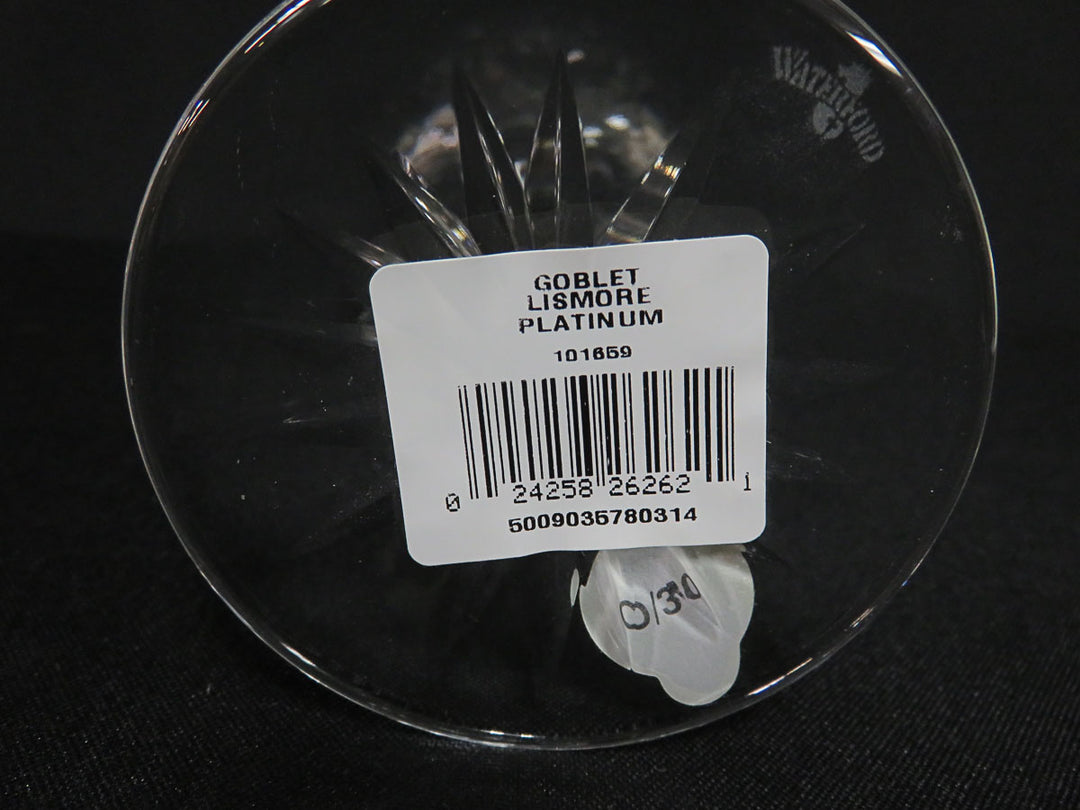 WATERFORD
GOBLET
LISMORE
PLATINUM
101659
0 24258 26262 1
5009035780314
0/30